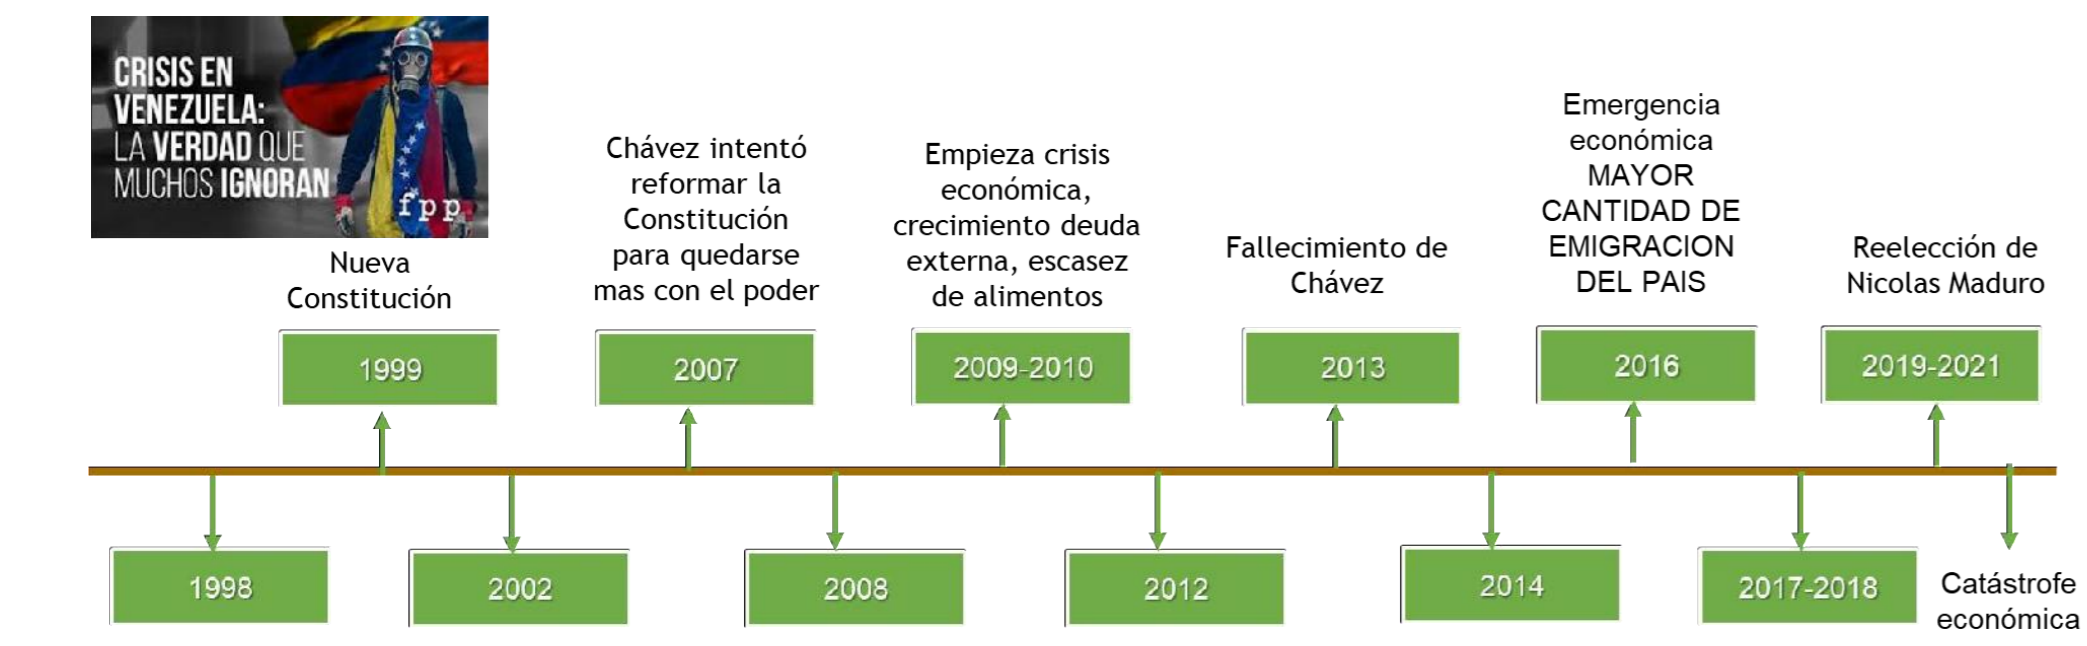 CRISIS EN
VENEZUELA:
LA VERDAD QUE
MUCHOS IGNORAN
fpp
Nueva
Constitución
1999
Chávez intentó
reformar la
Constitución
para quedarse
mas con el poder
2007
Empieza crisis
económica,
crecimiento deuda
externa, escasez
de alimentos
2009-2010
Fallecimiento de
Chávez
2013
Emergencia
económica
MAYOR
CANTIDAD DE
EMIGRACION
DEL PAIS
2016
Reelección de
Nicolas Maduro
2019-2021
1998
2002
2008
2012
2014
2017-2018
Catástrofe
económica